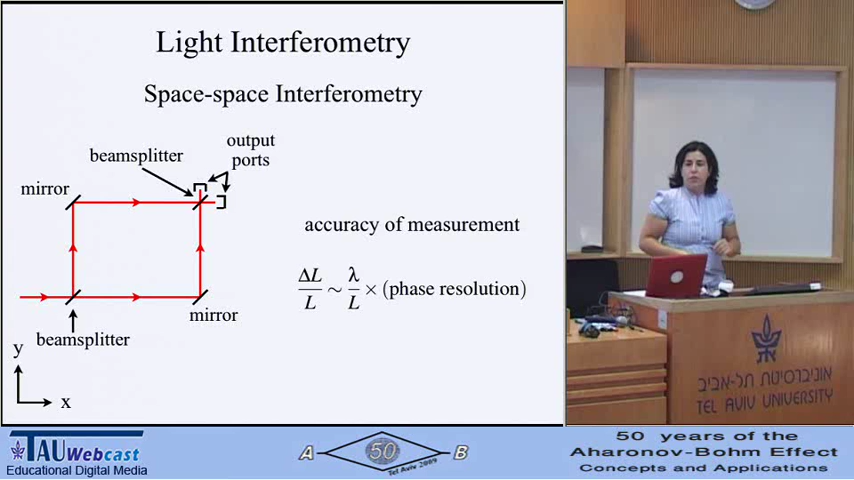 Light Interferometry
Space-space Interferometry
output
ports
beamsplitter
mirror
accuracy of measurement
ΔL/L ~ λ/L × (phase resolution)
mirror
beamsplitter
y
x
אוניברסיטת תל-אביב
TEL AVIV UNIVERSITY
TAU Webcast
Educational Digital Media
A 50 B
Tel Aviv 2009
50 years of the
Aharonov-Bohm Effect
Concepts and Applications